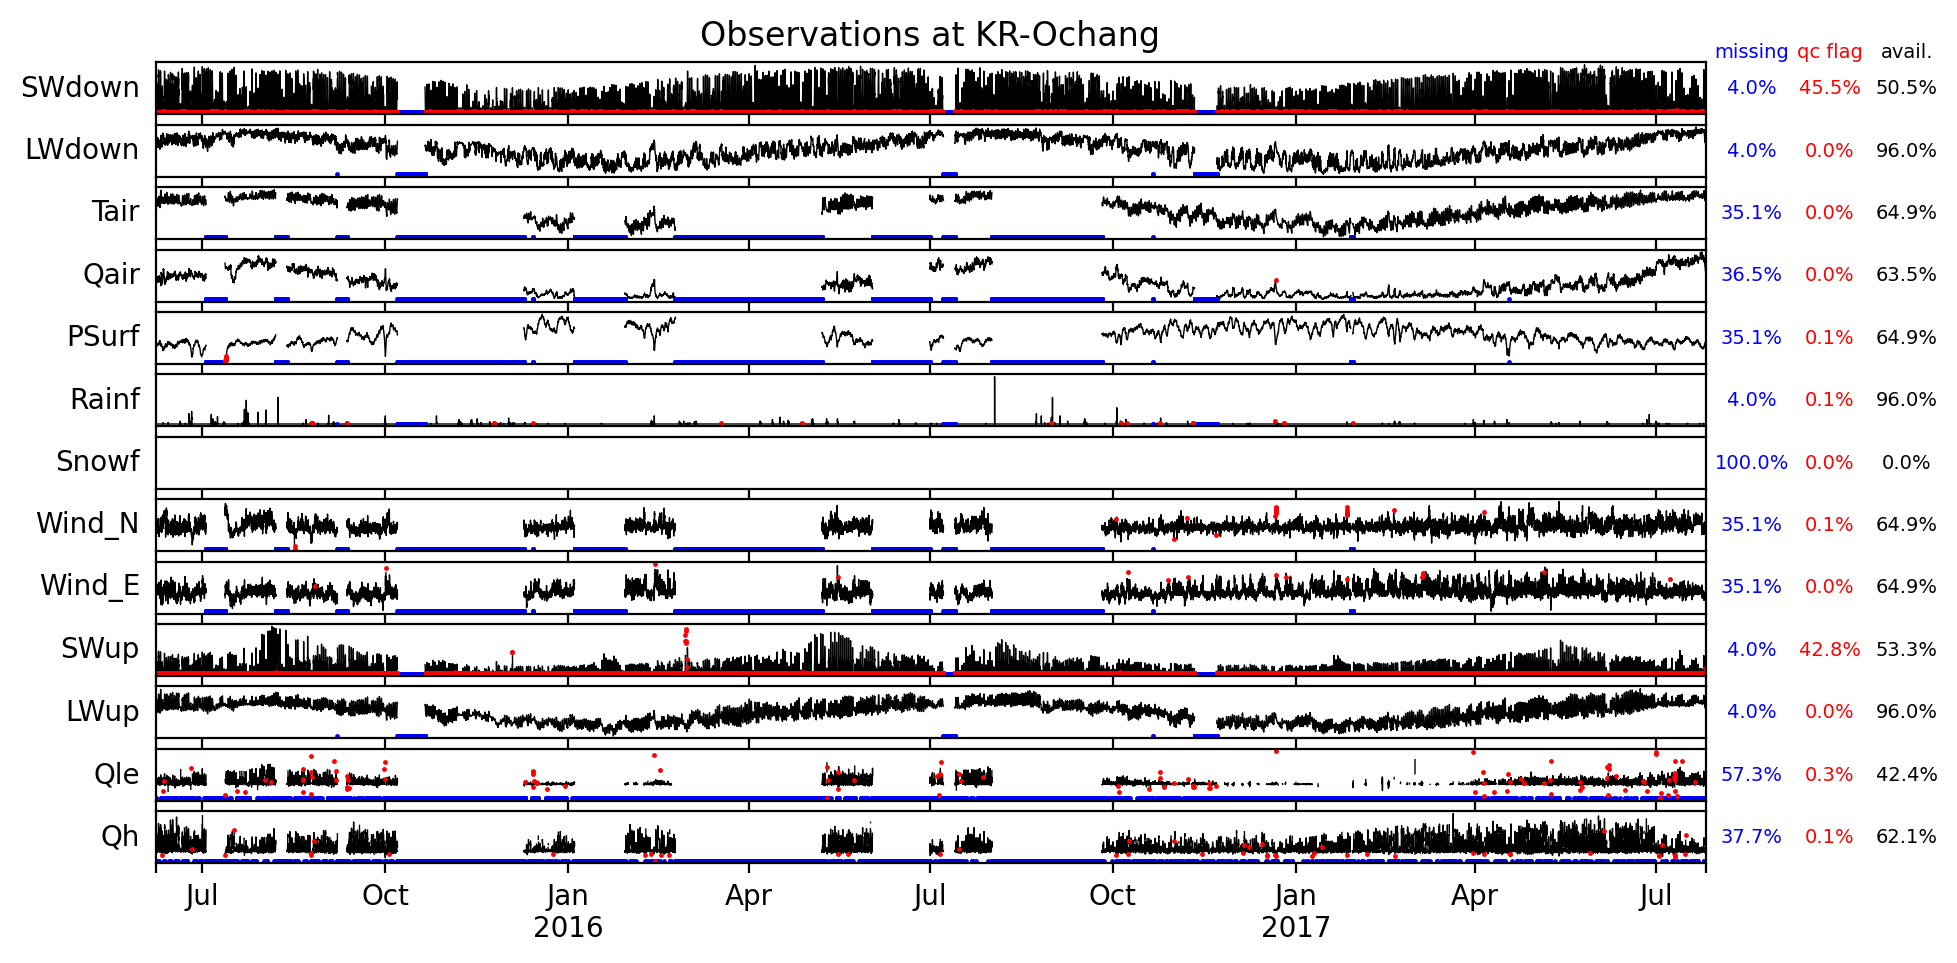 Observations at KR-Ochang
missing qc flag avail.
SWdown 4.0% 45.5% 50.5%
LWdown 4.0% 0.0% 96.0%
Tair 35.1% 0.0% 64.9%
Qair 36.5% 0.0% 63.5%
PSurf 35.1% 0.1% 64.9%
Rainf 4.0% 0.1% 96.0%
Snowf 100.0% 0.0% 0.0%
Wind_N 35.1% 0.1% 64.9%
Wind_E 35.1% 0.0% 64.9%
SWup 4.0% 42.8% 53.3%
LWup 4.0% 0.0% 96.0%
Qle 57.3% 0.3% 42.4%
Qh 37.7% 0.1% 62.1%
Jul Oct Jan Apr Jul Oct Jan Apr Jul
2016 2017